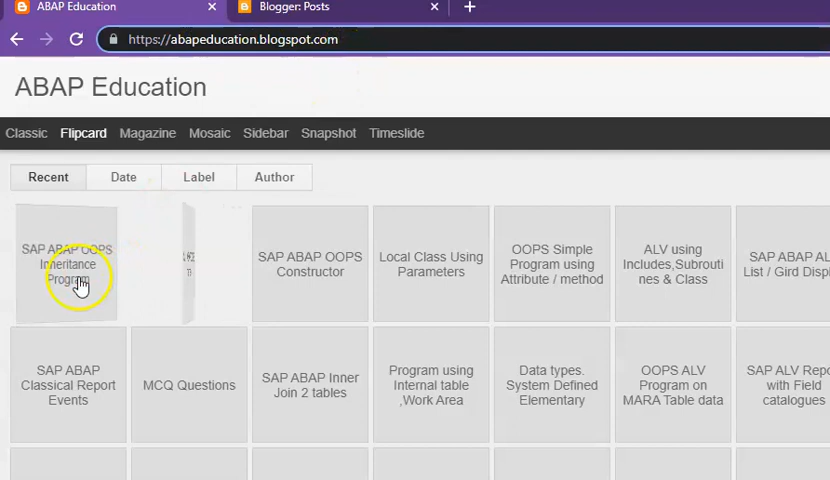 ABAP Education
Blogger: Posts
https://abapeducation.blogspot.com
ABAP Education
Classic Flipcard Magazine Mosaic Sidebar Snapshot Timeslide
Recent Date Label Author
SAP ABAP OOPS
Inheritance
Program
SAP ABAP OOPS
Constructor
Local Class Using
Parameters
OOPS Simple
Program using
Attribute / method
ALV using
Includes,Subrouti
nes & Class
SAP ABAP AL
List / Gird Displ
SAP ABAP
Classical Report
Events
MCQ Questions
SAP ABAP Inner
Join 2 tables
Program using
Internal table
,Work Area
Data types.
System Defined
Elementary
OOPS ALV
Program on
MARA Table data
SAP ALV Repo
with Field
catalogues